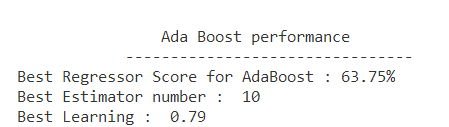 Ada Boost performance
---------------------------------
Best Regressor Score for AdaBoost : 63.75%
Best Estimator number :  10
Best Learning :  0.79